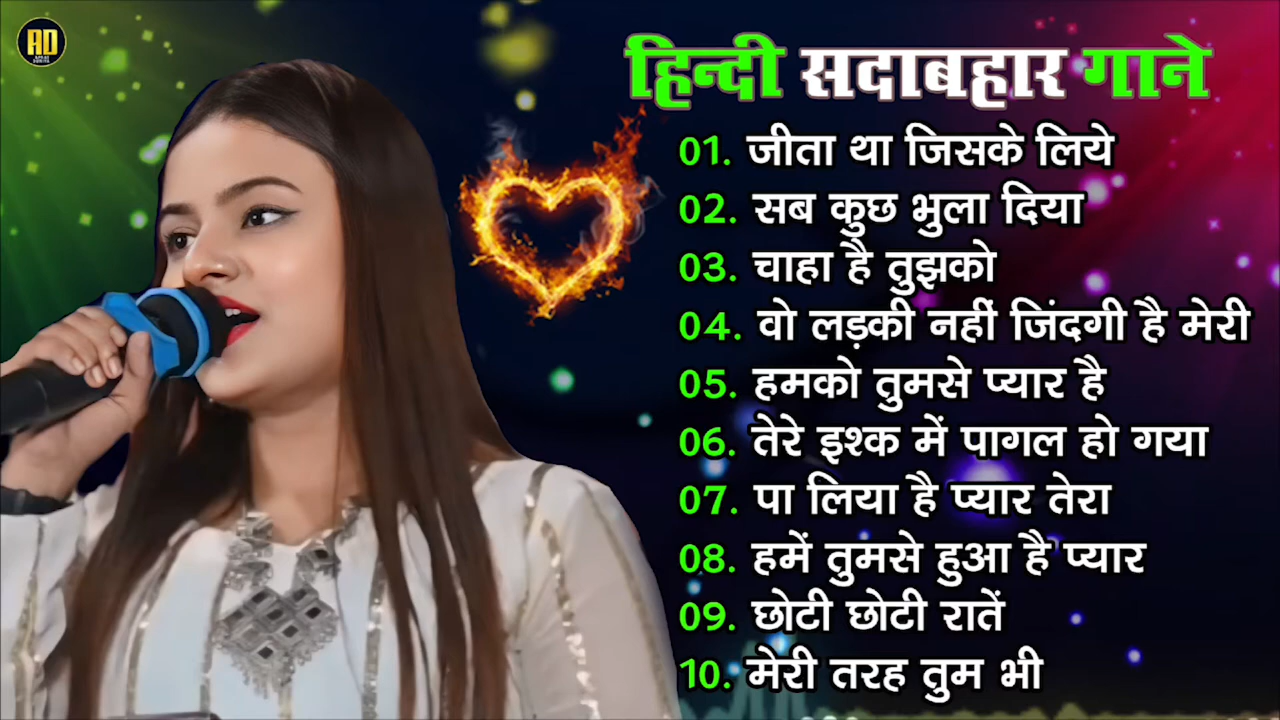 AD
हिन्दी सदाबहार गाने
01. जीता था जिसके लिये
02. सब कुछ भुला दिया
03. चाहा है तुझको
04. वो लड़की नहीं जिंदगी है मेरी
05. हमको तुमसे प्यार है
06. तेरे इश्क में पागल हो गया
07. पा लिया है प्यार तेरा
08. हमें तुमसे हुआ है प्यार
09. छोटी छोटी रातें
10. मेरी तरह तुम भी